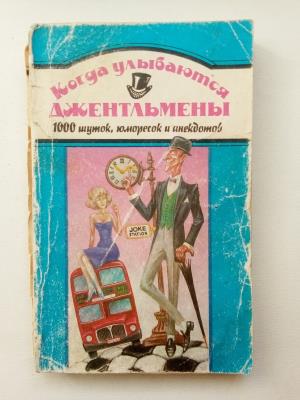 Когда улыбаются
ДЖЕНТЛЬМЕНЫ
1000 шуток, юморесок и анекдотов
JOKE
STATION